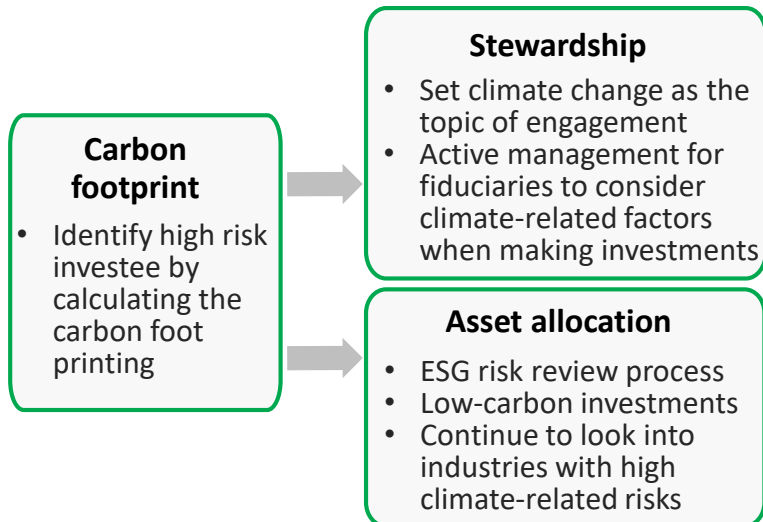 Carbon
footprint
• Identify high risk
investee by
calculating the
carbon foot
printing
Stewardship
• Set climate change as the
topic of engagement
• Active management for
fiduciaries to consider
climate-related factors
when making investments
Asset allocation
• ESG risk review process
• Low-carbon investments
• Continue to look into
industries with high
climate-related risks